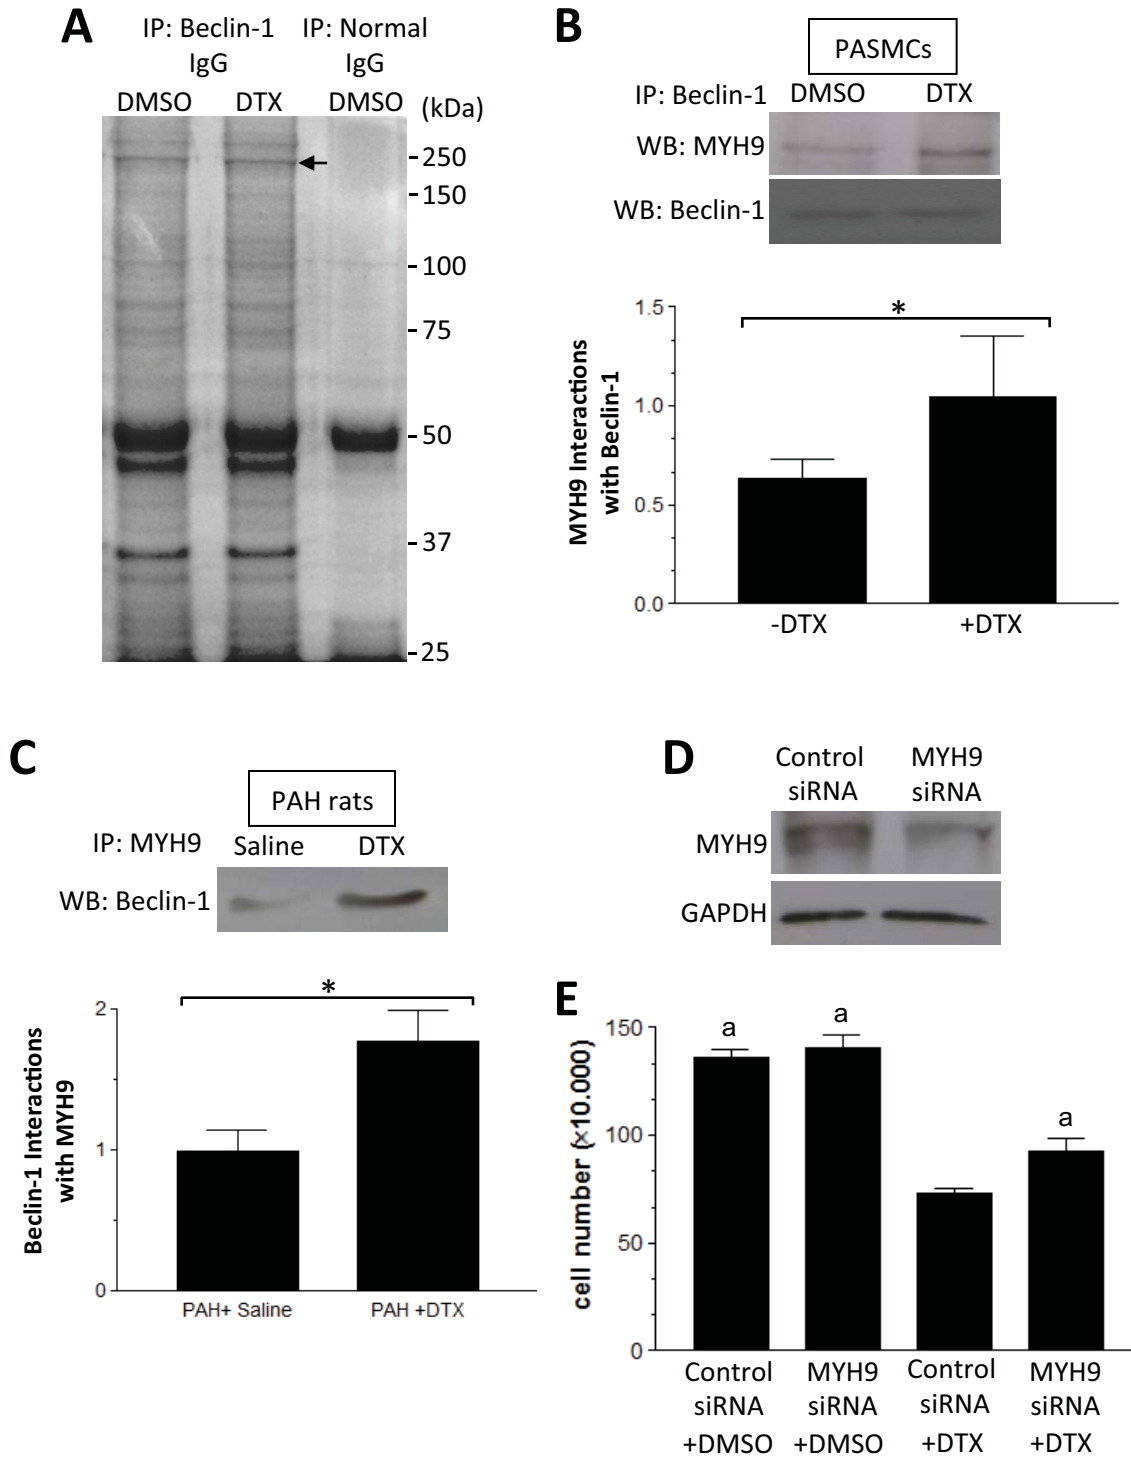 A
IP: Beclin-1 IP: Normal
IgG IgG
DMSO DTX DMSO (kDa)
250
150
100
75
50
37
25
B
PASMCs
IP: Beclin-1 DMSO DTX
WB: MYH9
WB: Beclin-1
MYH9 Interactions
with Beclin-1
1.5
1.0
0.5
0.0
*
-DTX +DTX
C
PAH rats
IP: MYH9 Saline DTX
WB: Beclin-1
Beclin-1 Interactions
with MYH9
2
1
0
*
PAH+ Saline PAH +DTX
D
Control MYH9
siRNA siRNA
MYH9
GAPDH
E
cell number (×10.000)
150
100
50
0
a a a
Control MYH9 Control MYH9
siRNA siRNA siRNA siRNA
+DMSO +DMSO +DTX +DTX